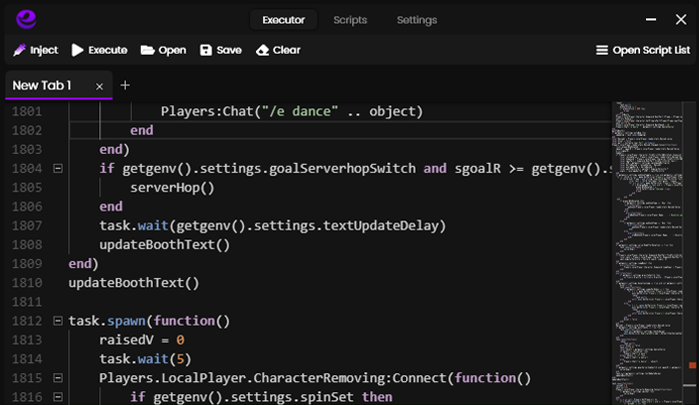 Executor Scripts Settings
Inject Execute Open Save Clear Open Script List
New Tab 1 × +
1801 Players:Chat("/e dance" .. object)
1802 end
1803 end)
1804 if getgenv().settings.goalServerhopSwitch and sgoalR >= getgenv().s
1805 serverHop()
1806 end
1807 task.wait(getgenv().settings.textUpdateDelay)
1808 updateBoothText()
1809 end)
1810 updateBoothText()
1811
1812 task.spawn(function()
1813 raisedV = 0
1814 task.wait(5)
1815 Players.LocalPlayer.CharacterRemoving:Connect(function()
1816 if getgenv().settings.spinSet then